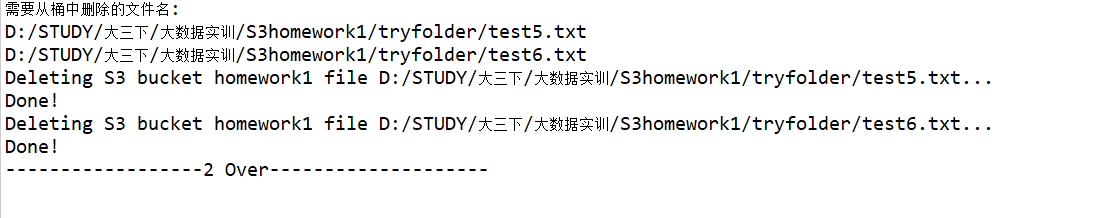 需要从桶中删除的文件名:
D:/STUDY/大三下/大数据实训/S3homework1/tryfolder/test5.txt
D:/STUDY/大三下/大数据实训/S3homework1/tryfolder/test6.txt
Deleting S3 bucket homework1 file D:/STUDY/大三下/大数据实训/S3homework1/tryfolder/test5.txt...
Done!
Deleting S3 bucket homework1 file D:/STUDY/大三下/大数据实训/S3homework1/tryfolder/test6.txt...
Done!
------------------2 Over--------------------